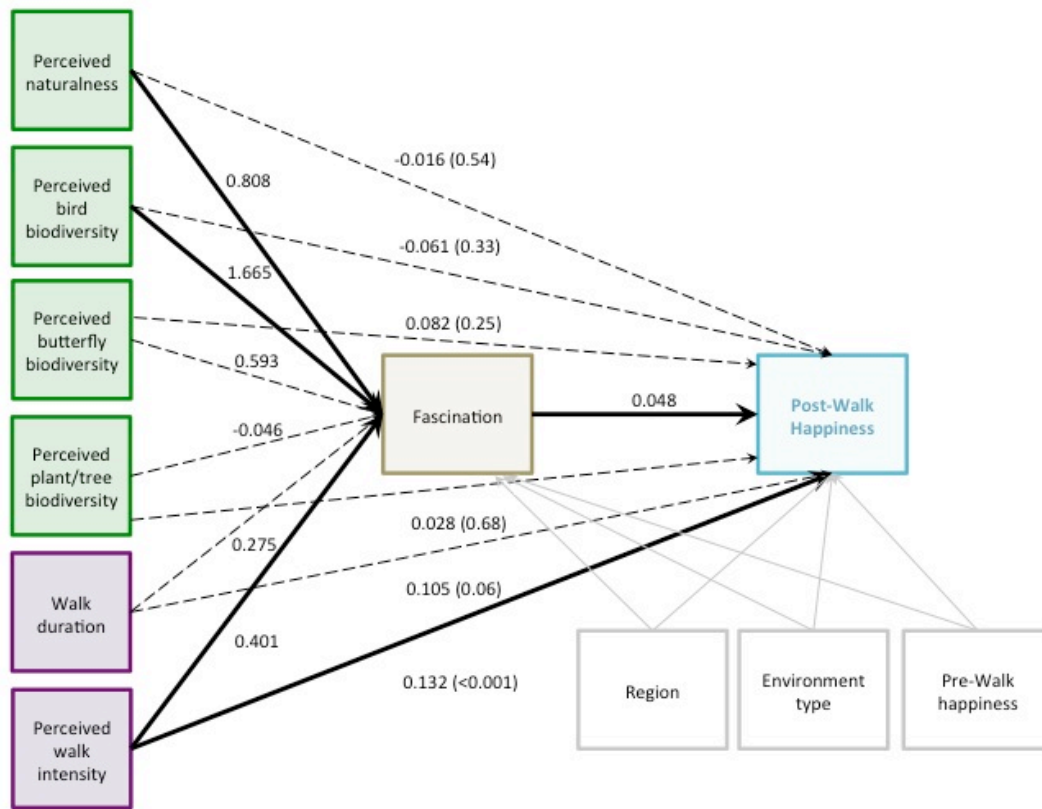 Perceived
naturalness
-0.016 (0.54)
0.808
Perceived
bird
biodiversity
-0.061 (0.33)
1.665
Perceived
butterfly
biodiversity
0.082 (0.25)
0.593
Fascination
0.048
Post-Walk
Happiness
-0.046
Perceived
plant/tree
biodiversity
0.028 (0.68)
0.275
Walk
duration
0.105 (0.06)
0.401
0.132 (<0.001)
Region
Environment
type
Pre-Walk
happiness
Perceived
walk
intensity